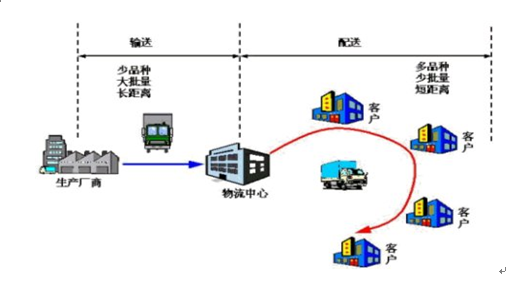 输送
配送
少品种
大批量
长距离
多品种
少批量
短距离
客户
客户
生产厂商
物流中心
客户
客户